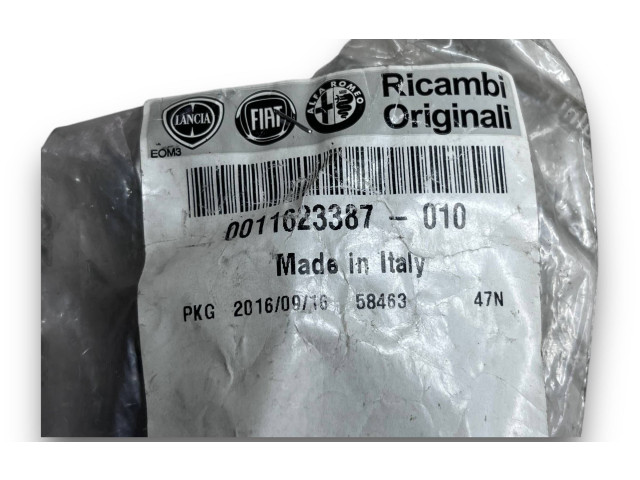 LANCIA FIAT ALFA ROMEO Ricambi
Originali
EOM3
0011623387 - 010
Made in Italy
PKG 2016/09/16 58463 47N